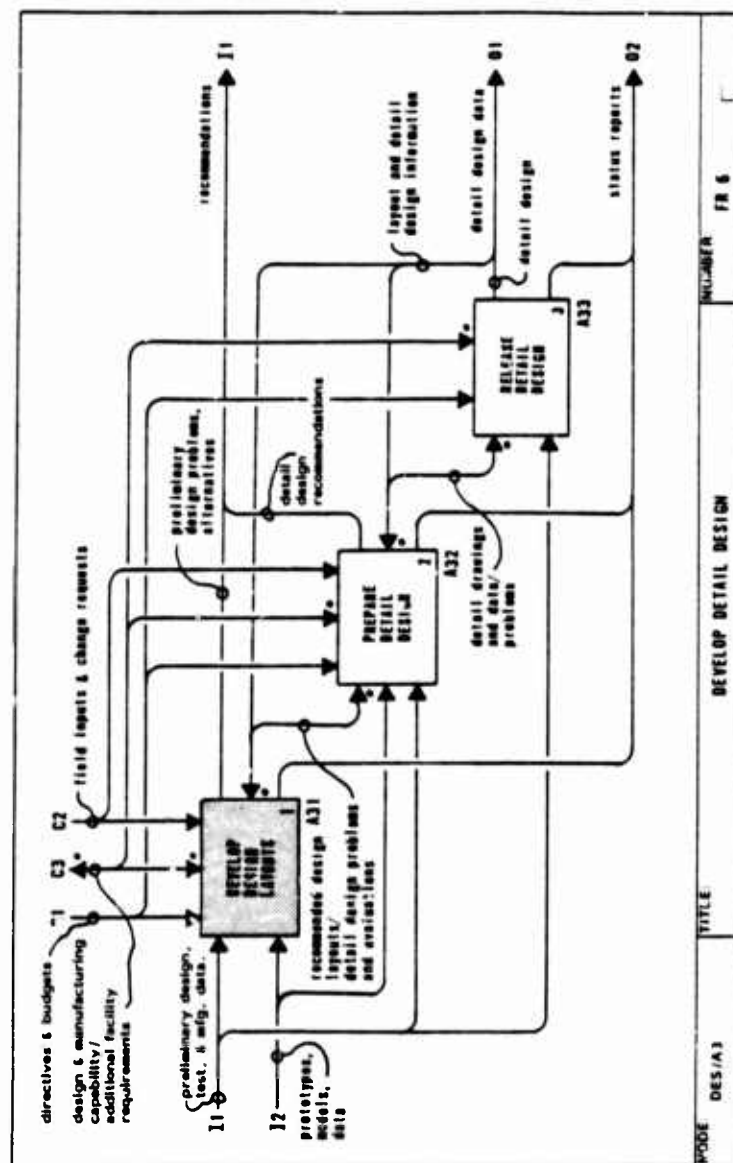 C1
C3
C2
directives & budgets
design & manufacturing
capability/
additional facility
requirements
field inputs & change requests
preliminary design,
test, & mfg. data.
I1
I2
prototypes,
models,
data
DEVELOP
DESIGN
LAYOUTS
1
A31
recommended design
layouts/
detail design problems
and evaluations
preliminary
design problems,
alternatives
detail
design
recommendations
PREPARE
DETAIL
DESIGN
2
A32
detail drawings
and data/
problems
RELEASE
DETAIL
DESIGN
3
A33
recommendations
I1
layout and detail
design information
detail design data
O1
detail design
status reports
O2
NODE: DES/A3
TITLE:
DEVELOP DETAIL DESIGN
NUMBER
FR 6